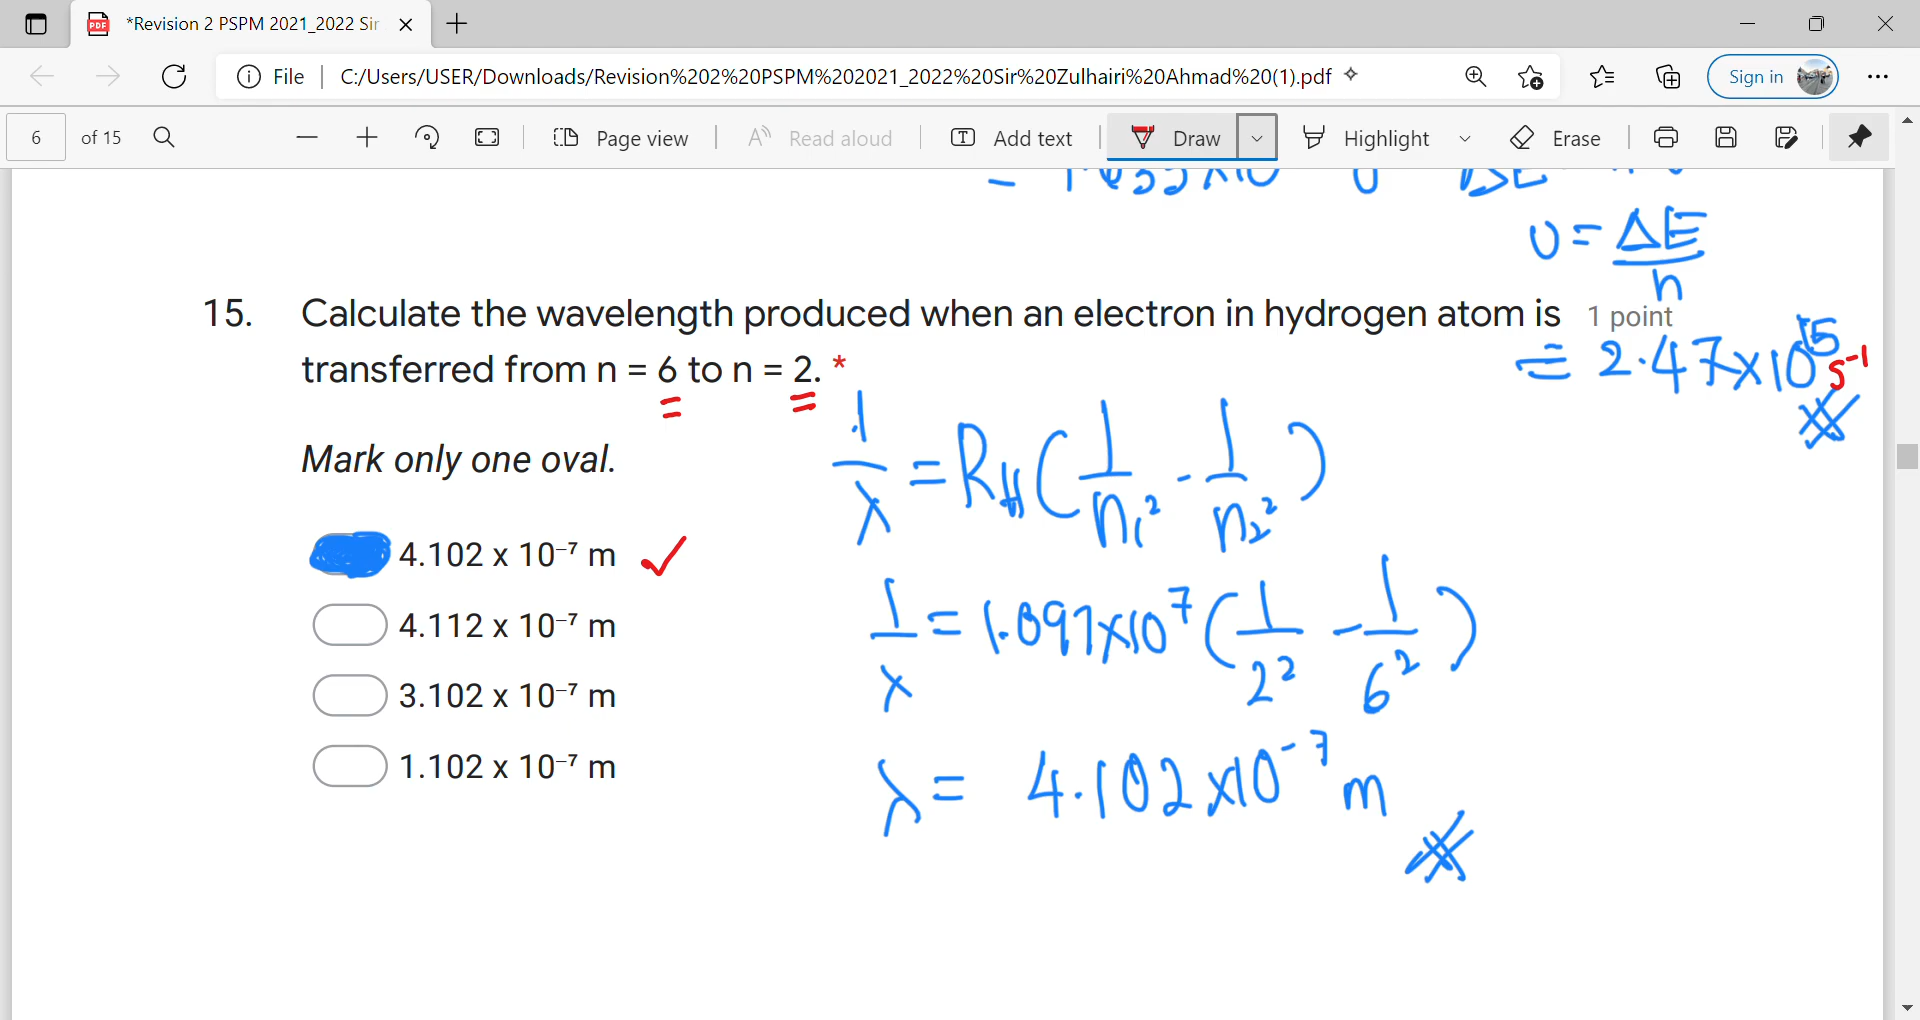 *Revision 2 PSPM 2021_2022 Sir
File
C:/Users/USER/Downloads/Revision%202%20PSPM%202021_2022%20Sir%20Zulhairi%20Ahmad%20(1).pdf
Sign in
6 of 15
Page view
Read aloud
Add text
Draw
Highlight
Erase
υ = ΔE/h
= 2.47x10^15 s^-1
15. Calculate the wavelength produced when an electron in hydrogen atom is 1 point
transferred from n = 6 to n = 2. *
Mark only one oval.
4.102 x 10⁻⁷ m ✓
4.112 x 10⁻⁷ m
3.102 x 10⁻⁷ m
1.102 x 10⁻⁷ m
1/λ = RH(1/n₁² - 1/n₂²)
1/λ = 1.097x10⁷(1/2² - 1/6²)
λ = 4.102x10⁻⁷ m